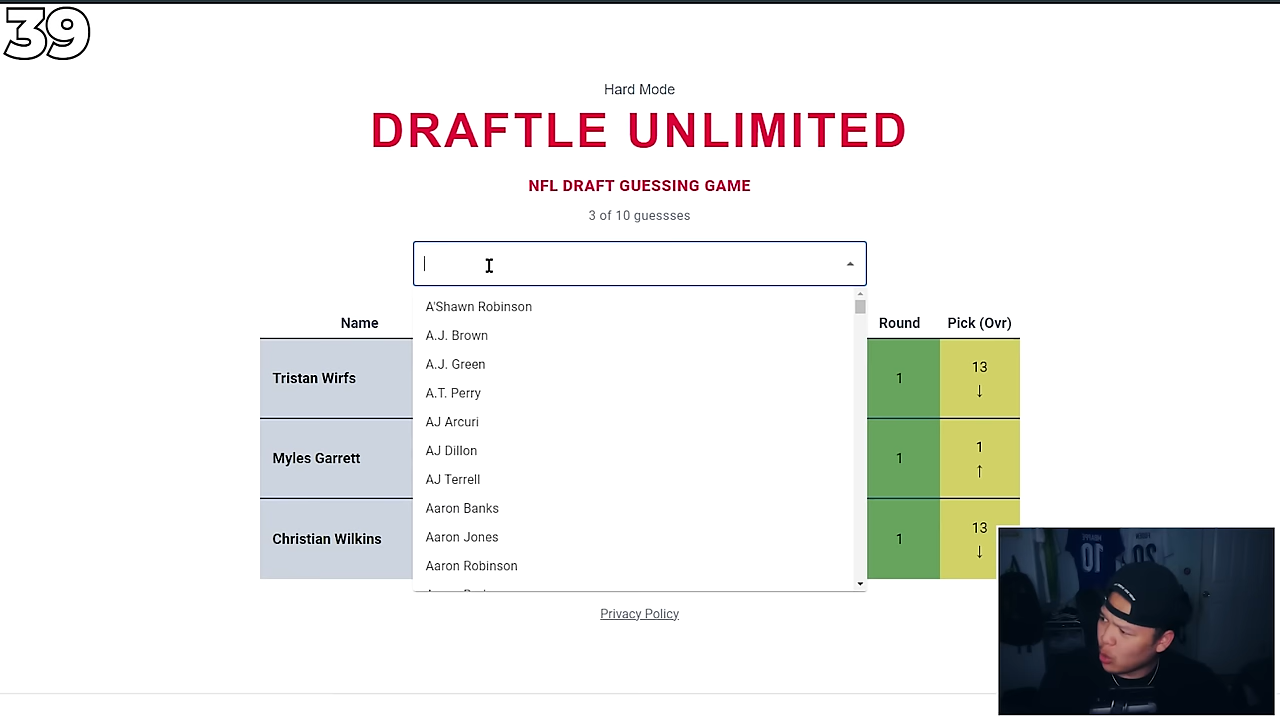 39
Hard Mode
DRAFTLE UNLIMITED
NFL DRAFT GUESSING GAME
3 of 10 guessses
A'Shawn Robinson
A.J. Brown
A.J. Green
A.T. Perry
AJ Arcuri
AJ Dillon
AJ Terrell
Aaron Banks
Aaron Jones
Aaron Robinson
Name Round Pick (Ovr)
Tristan Wirfs 1 13 ↓
Myles Garrett 1 1 ↑
Christian Wilkins 1 13 ↓
Privacy Policy
10
20